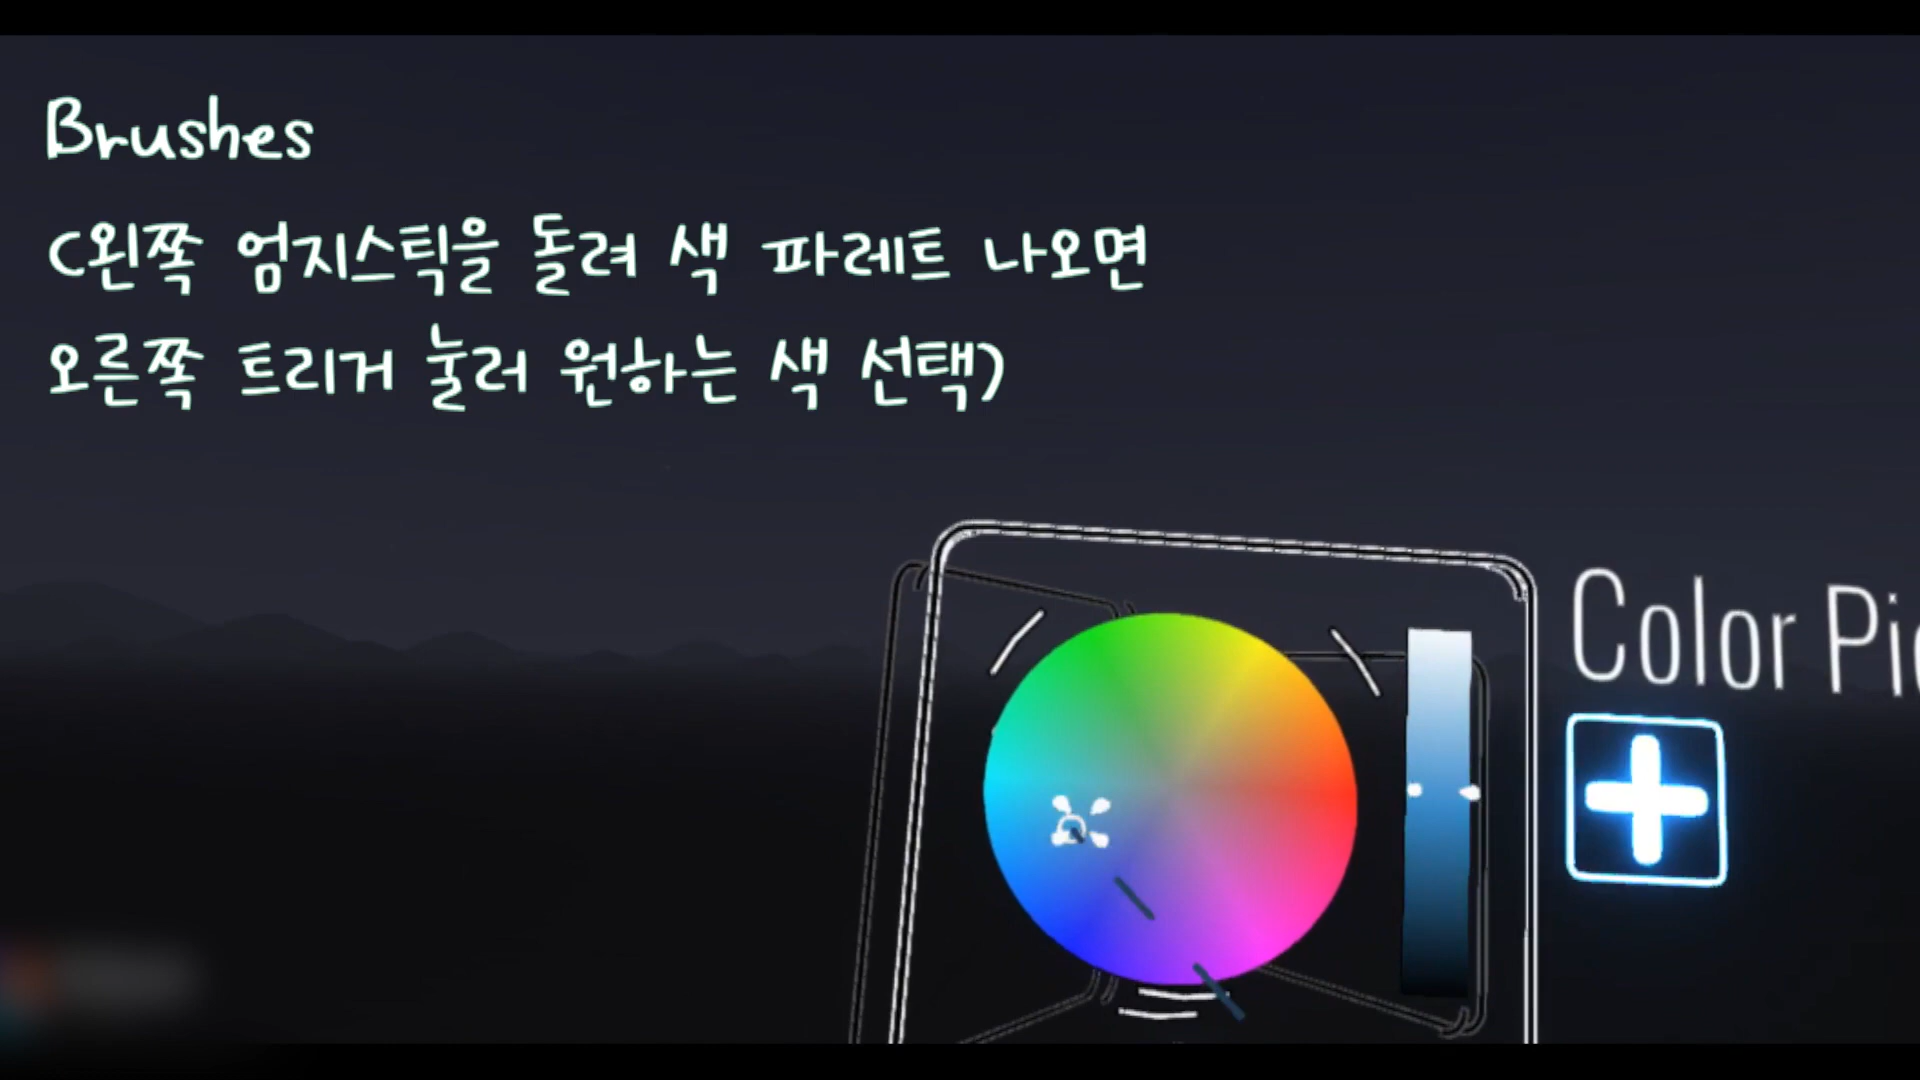 Brushes
(왼쪽 엄지스틱을 돌려 색 파레트 나오면
오른쪽 트리거 눌러 원하는 색 선택)
Color Pic